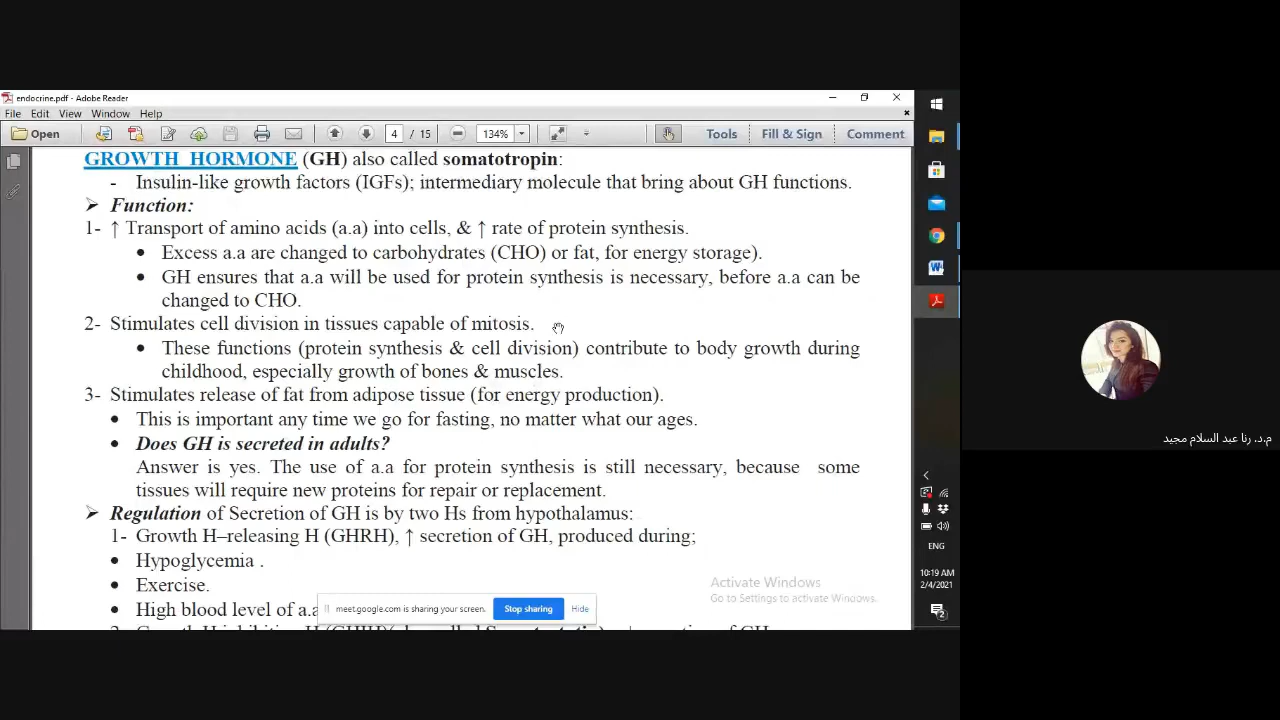 endocrine.pdf - Adobe Reader
File Edit View Window Help
Open 4 / 15 134% Tools Fill & Sign Comment
GROWTH HORMONE (GH) also called somatotropin:
- Insulin-like growth factors (IGFs); intermediary molecule that bring about GH functions.
➢ Function:
1- ↑ Transport of amino acids (a.a) into cells, & ↑ rate of protein synthesis.
• Excess a.a are changed to carbohydrates (CHO) or fat, for energy storage).
• GH ensures that a.a will be used for protein synthesis is necessary, before a.a can be
changed to CHO.
2- Stimulates cell division in tissues capable of mitosis.
• These functions (protein synthesis & cell division) contribute to body growth during
childhood, especially growth of bones & muscles.
3- Stimulates release of fat from adipose tissue (for energy production).
• This is important any time we go for fasting, no matter what our ages.
• Does GH is secreted in adults?
Answer is yes. The use of a.a for protein synthesis is still necessary, because some
tissues will require new proteins for repair or replacement.
➢ Regulation of Secretion of GH is by two Hs from hypothalamus:
1- Growth H–releasing H (GHRH), ↑ secretion of GH, produced during;
• Hypoglycemia .
• Exercise.
• High blood level of a.a
meet.google.com is sharing your screen. Stop sharing Hide
Activate Windows
Go to Settings to activate Windows.
ENG
10:19 AM
2/4/2021
م.د. رنا عبد السلام مجيد